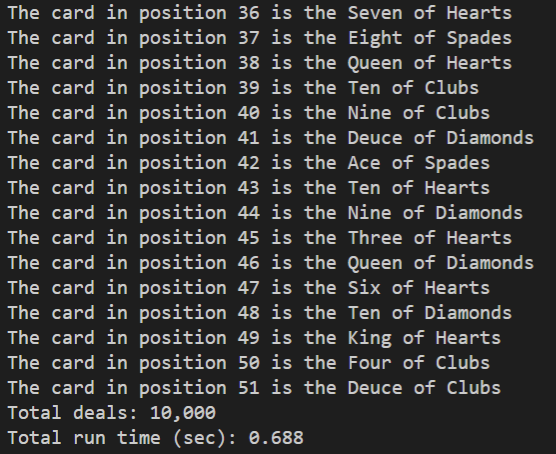 The card in position 36 is the Seven of Hearts
The card in position 37 is the Eight of Spades
The card in position 38 is the Queen of Hearts
The card in position 39 is the Ten of Clubs
The card in position 40 is the Nine of Clubs
The card in position 41 is the Deuce of Diamonds
The card in position 42 is the Ace of Spades
The card in position 43 is the Ten of Hearts
The card in position 44 is the Nine of Diamonds
The card in position 45 is the Three of Hearts
The card in position 46 is the Queen of Diamonds
The card in position 47 is the Six of Hearts
The card in position 48 is the Ten of Diamonds
The card in position 49 is the King of Hearts
The card in position 50 is the Four of Clubs
The card in position 51 is the Deuce of Clubs
Total deals: 10,000
Total run time (sec): 0.688